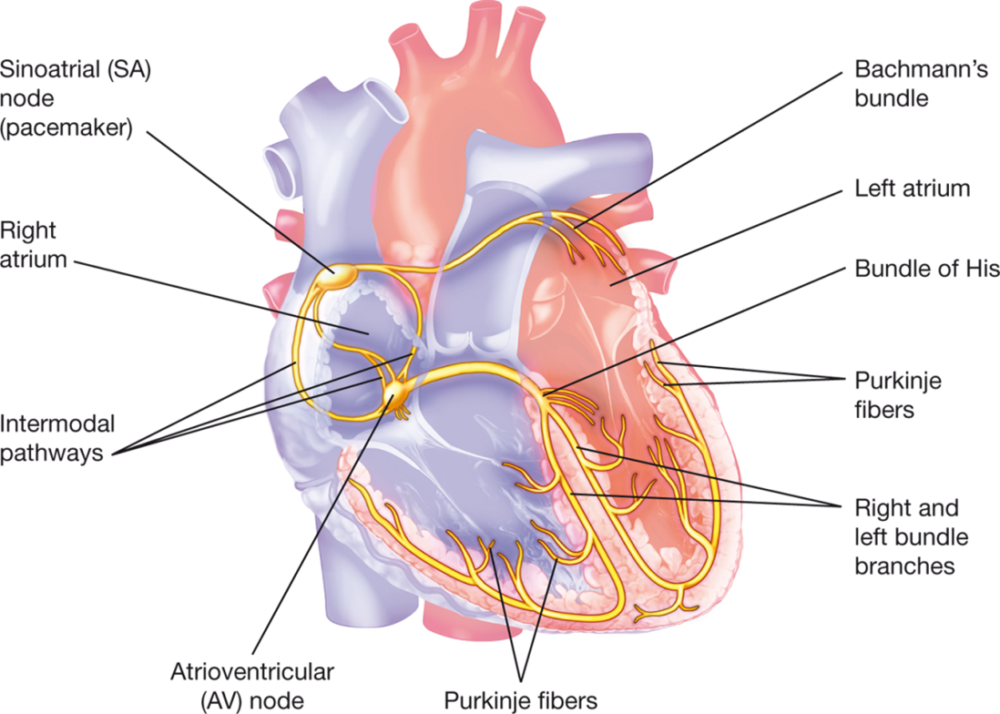 Sinoatrial (SA)
node
(pacemaker)
Right
atrium
Intermodal
pathways
Atrioventricular
(AV) node
Purkinje fibers
Bachmann’s
bundle
Left atrium
Bundle of His
Purkinje
fibers
Right and
left bundle
branches